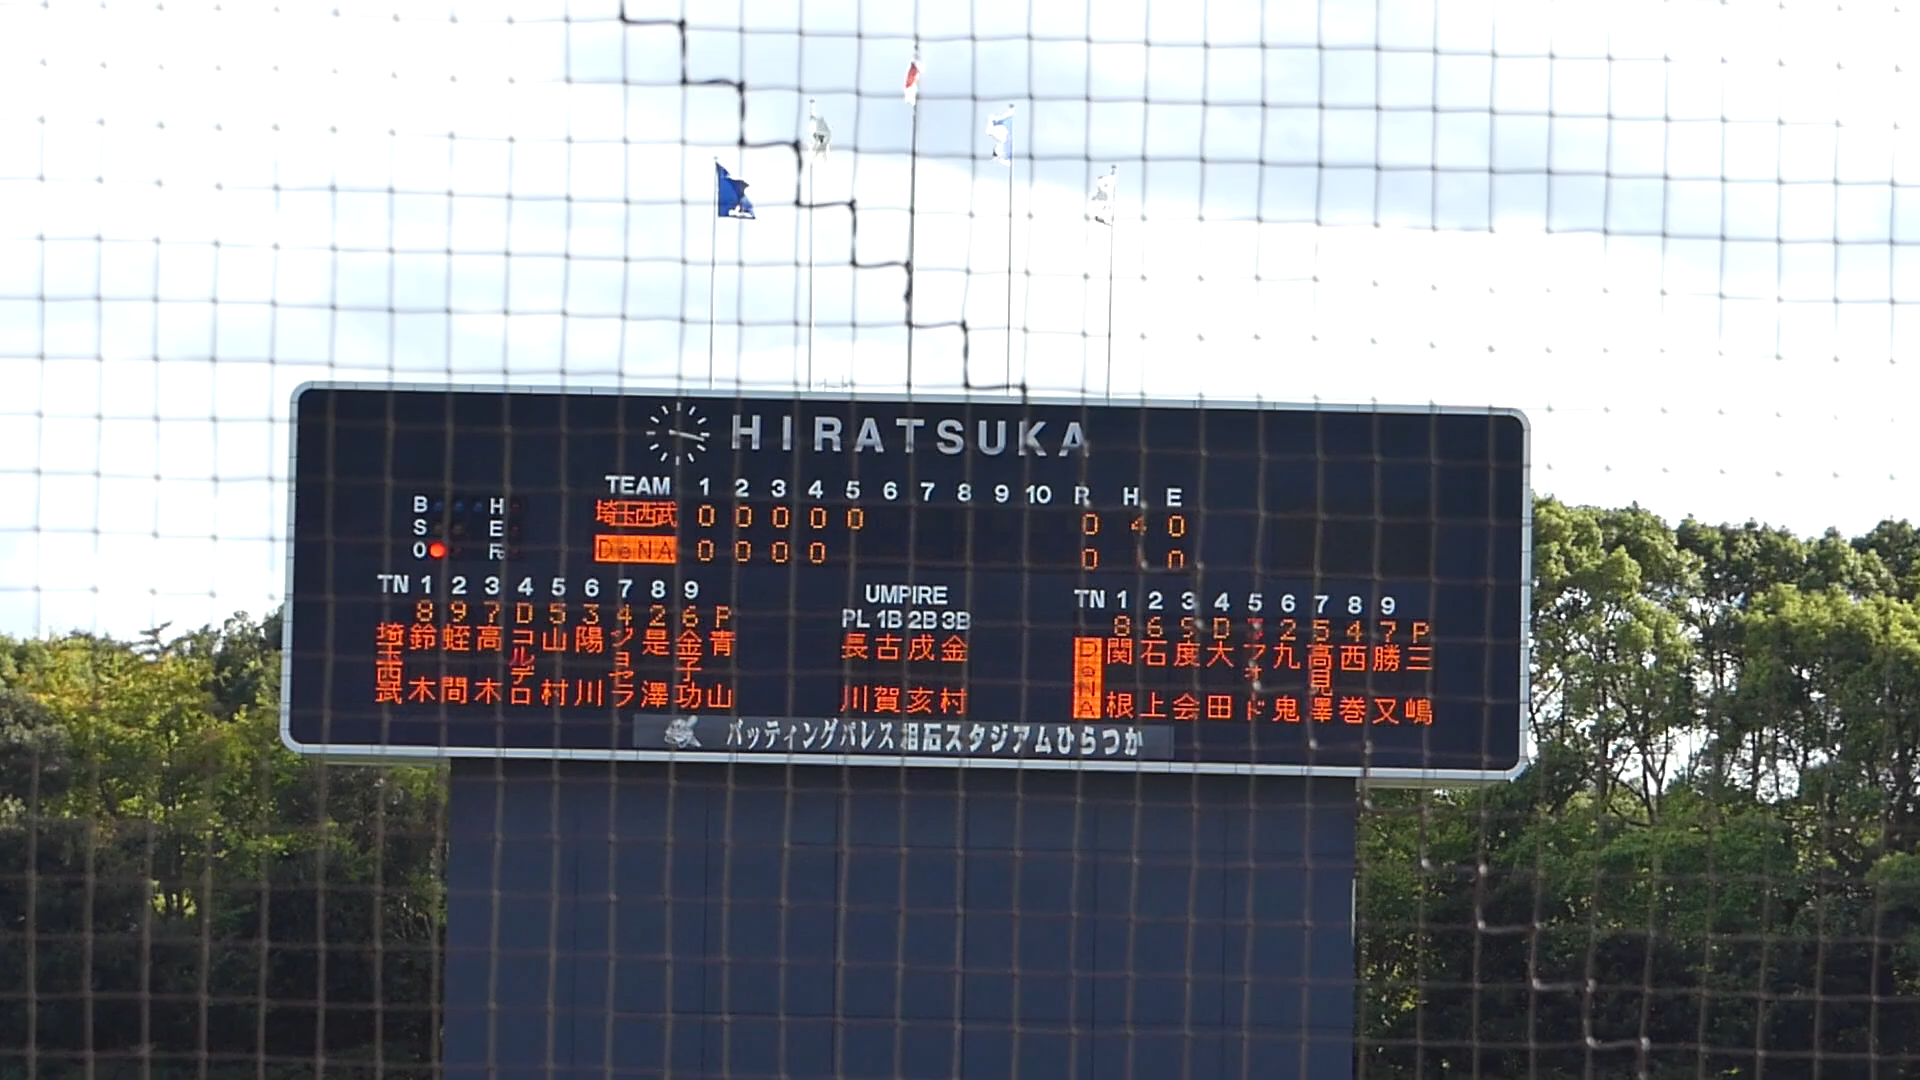 HIRATSUKA
TEAM 1 2 3 4 5 6 7 8 9 10 R H E
B H
埼玉西武 0 0 0 0 0 0 4 0
S E
DeNA 0 0 0 0 0 0
O
TN 1 2 3 4 5 6 7 8 9
8 9 7 D 5 3 4 2 6 P
埼玉西武 鈴木 蛭間 高木 コルデロ 山村 陽川 ジョセラ 是澤 金子功 青山
UMPIRE
PL 1B 2B 3B
長川 古賀 戌亥 金村
TN 1 2 3 4 5 6 7 8 9
8 6 9 D 3 2 5 4 7 P
DeNA 関根 石上 度会 大田 フォード 九鬼 高見澤 西巻 勝又 三嶋
バッティングパレス相石スタジアムひらつか